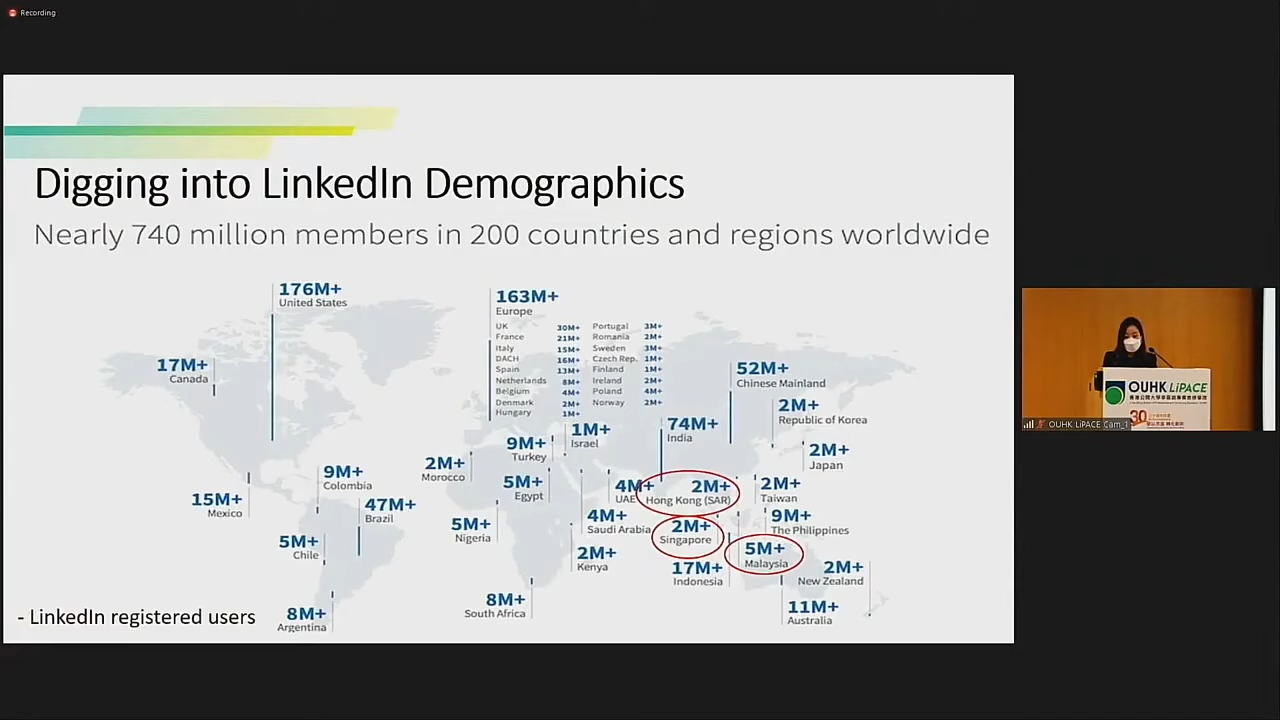 Recording
Digging into LinkedIn Demographics
Nearly 740 million members in 200 countries and regions worldwide
176M+
United States
163M+
Europe
UK 30M+ Portugal 3M+
France 21M+ Romania 2M+
Italy 15M+ Sweden 3M+
DACH 16M+ Czech Rep. 1M+
Spain 13M+ Finland 1M+
Netherlands 8M+ Ireland 2M+
Belgium 4M+ Poland 4M+
Denmark 2M+ Norway 2M+
Hungary 1M+
17M+
Canada
52M+
Chinese Mainland
2M+
Republic of Korea
74M+
India
1M+
Israel
9M+
Turkey
2M+
Japan
2M+
Morocco
9M+
Colombia
5M+
Egypt
4M+
UAE
2M+
Hong Kong (SAR)
2M+
Taiwan
15M+
Mexico
47M+
Brazil
5M+
Nigeria
4M+
Saudi Arabia
2M+
Singapore
9M+
The Philippines
5M+
Chile
2M+
Kenya
5M+
Malaysia
17M+
Indonesia
2M+
New Zealand
8M+
Argentina
8M+
South Africa
11M+
Australia
- LinkedIn registered users
OUHK LiPACE
30
OUHK LiPACE Cam_1